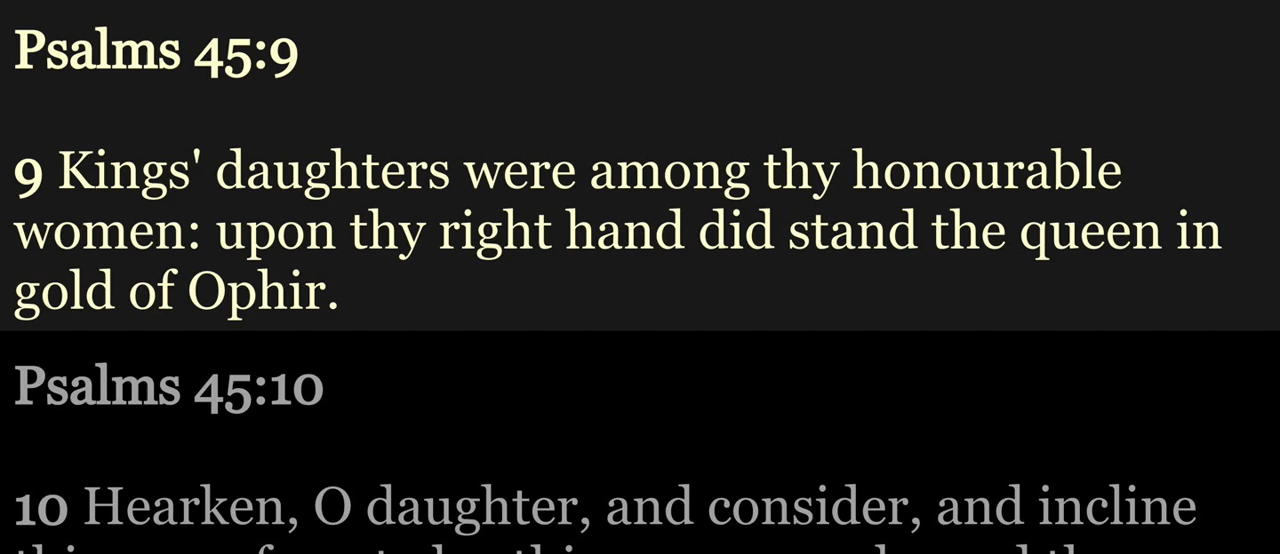 Psalms 45:9
9 Kings' daughters were among thy honourable
women: upon thy right hand did stand the queen in
gold of Ophir.
Psalms 45:10
10 Hearken, O daughter, and consider, and incline